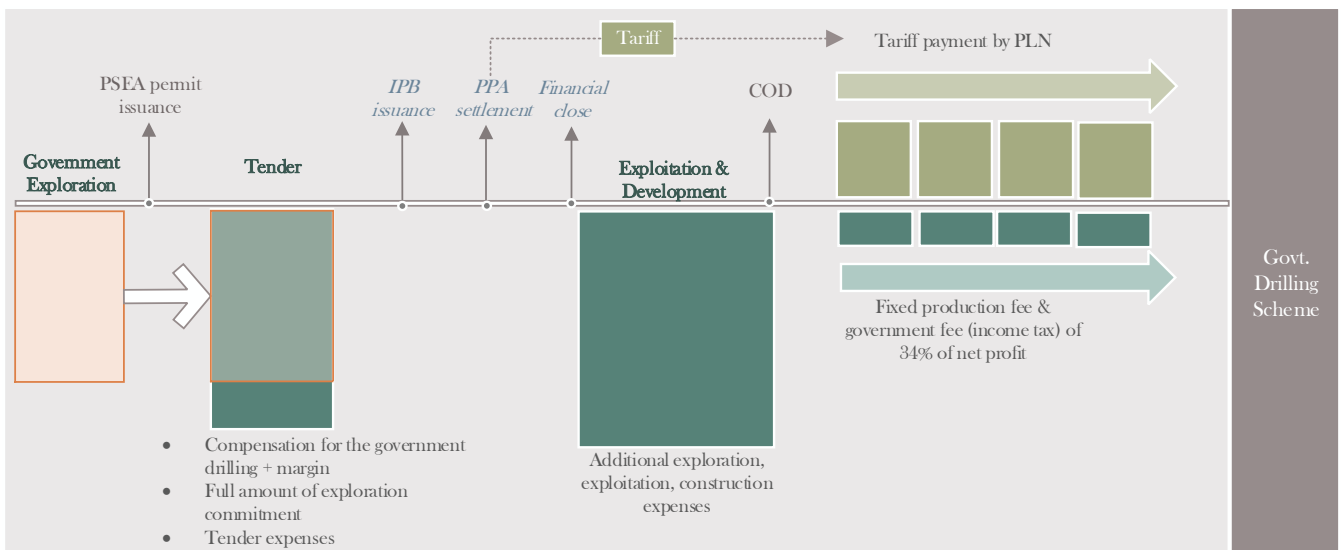 Tariff
Tariff payment by PLN
PSEA permit
issuance
IPB
issuance
PPA
settlement
Financial
close
COD
Government
Exploration
Tender
Exploitation &
Development
Govt.
Drilling
Scheme
Fixed production fee &
government fee (income tax) of
34% of net profit
• Compensation for the government
drilling + margin
• Full amount of exploration
commitment
• Tender expenses
Additional exploration,
exploitation, construction
expenses